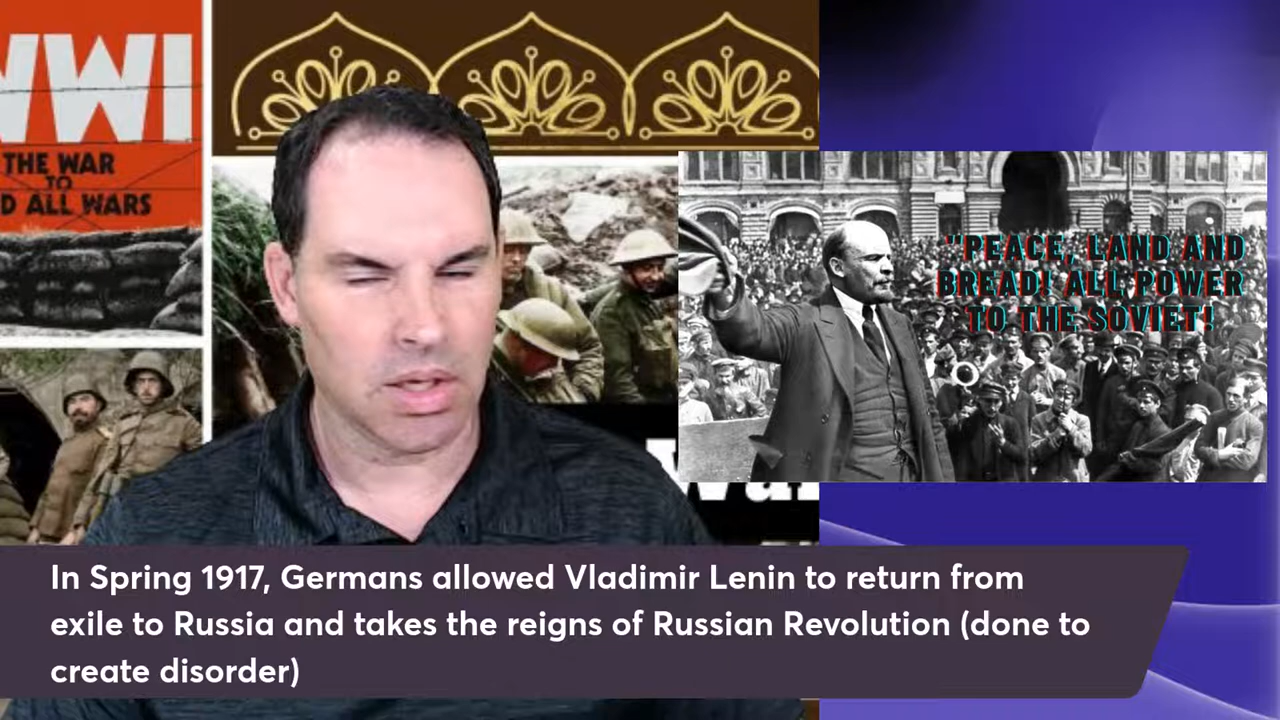 WWI
THE WAR
TO
D ALL WARS
"PEACE, LAND AND
BREAD! ALL POWER
TO THE SOVIET!
In Spring 1917, Germans allowed Vladimir Lenin to return from
exile to Russia and takes the reigns of Russian Revolution (done to
create disorder)